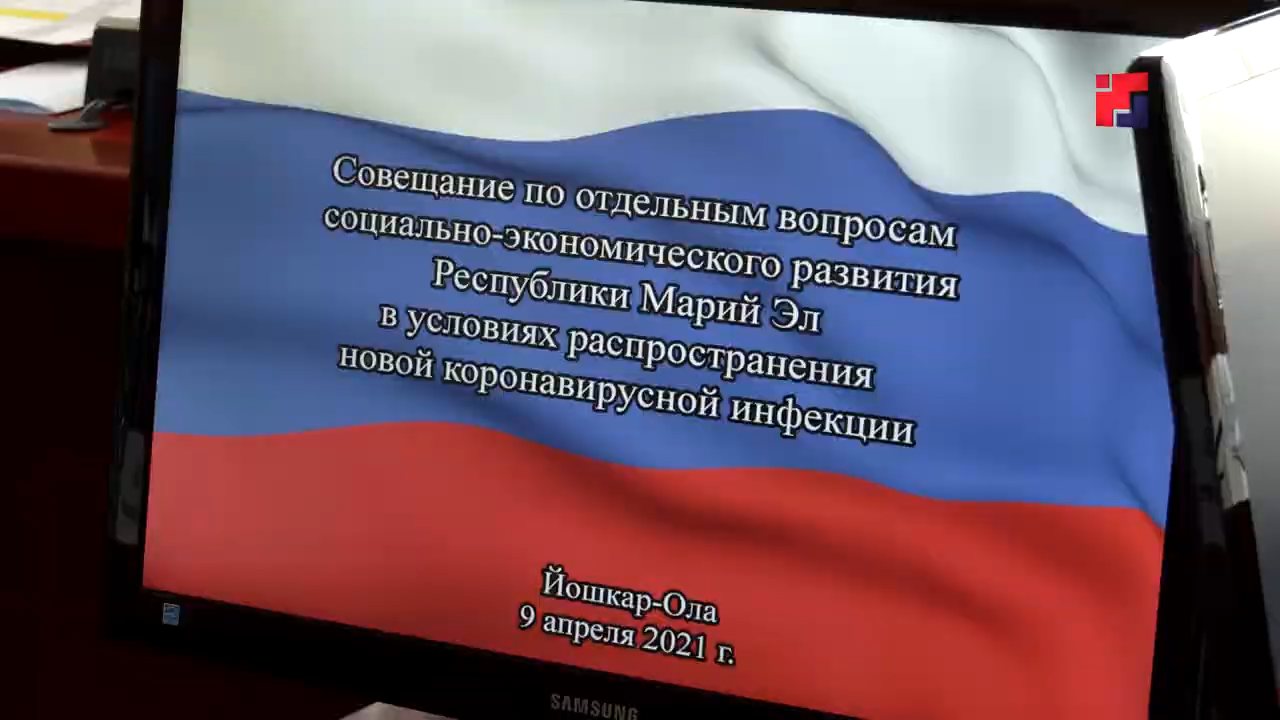 Совещание по отдельным вопросам
социально-экономического развития
Республики Марий Эл
в условиях распространения
новой коронавирусной инфекции
Йошкар-Ола
9 апреля 2021 г.
SAMSUNG